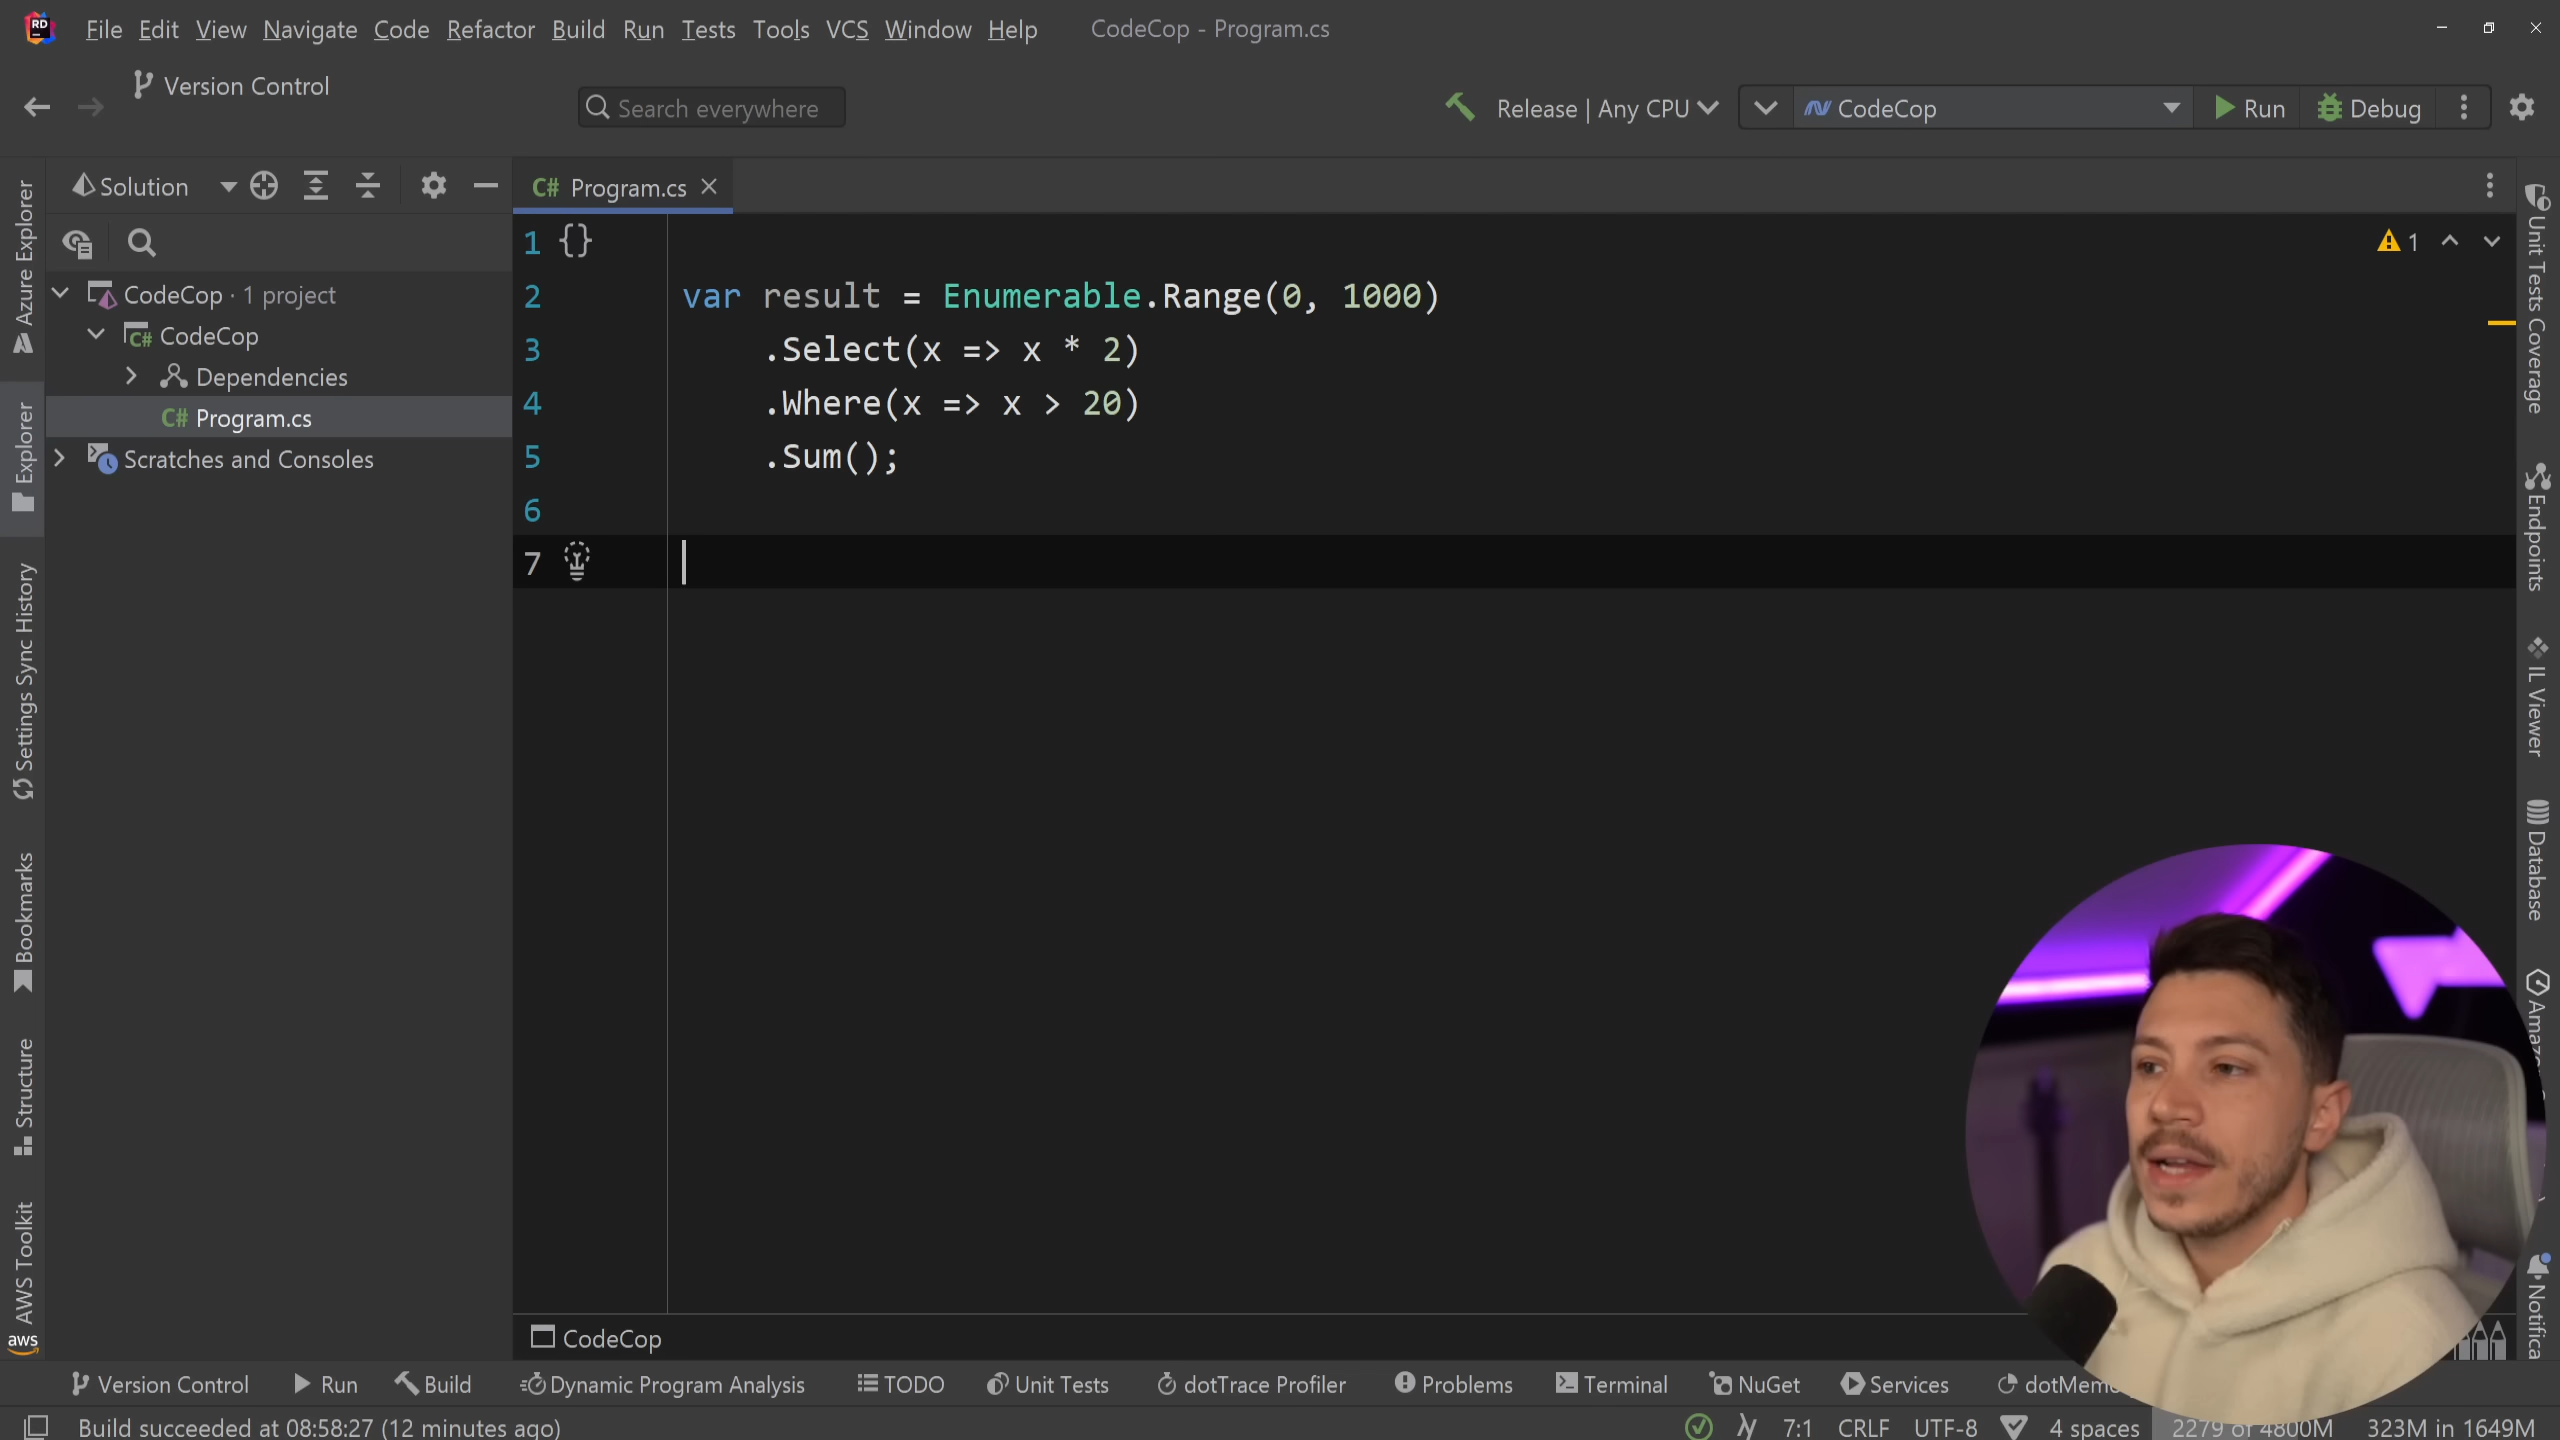 File Edit View Navigate Code Refactor Build Run Tests Tools VCS Window Help CodeCop - Program.cs
Version Control
Search everywhere
Release | Any CPU
CodeCop
Run
Debug
Solution
C# Program.cs
CodeCop · 1 project
C# CodeCop
Dependencies
C# Program.cs
Scratches and Consoles
1 {}
2 var result = Enumerable.Range(0, 1000)
3 .Select(x => x * 2)
4 .Where(x => x > 20)
5 .Sum();
6
7
1
Azure Explorer
Explorer
Settings Sync History
Bookmarks
Structure
AWS Toolkit
aws
Unit Tests Coverage
Endpoints
IL Viewer
Database
CodeCop
Version Control Run Build Dynamic Program Analysis TODO Unit Tests dotTrace Profiler Problems Terminal NuGet Services
Build succeeded at 08:58:27 (12 minutes ago)
7:1 CRLF UTF-8 4 spaces 2279 of 4800M 323M in 1649M